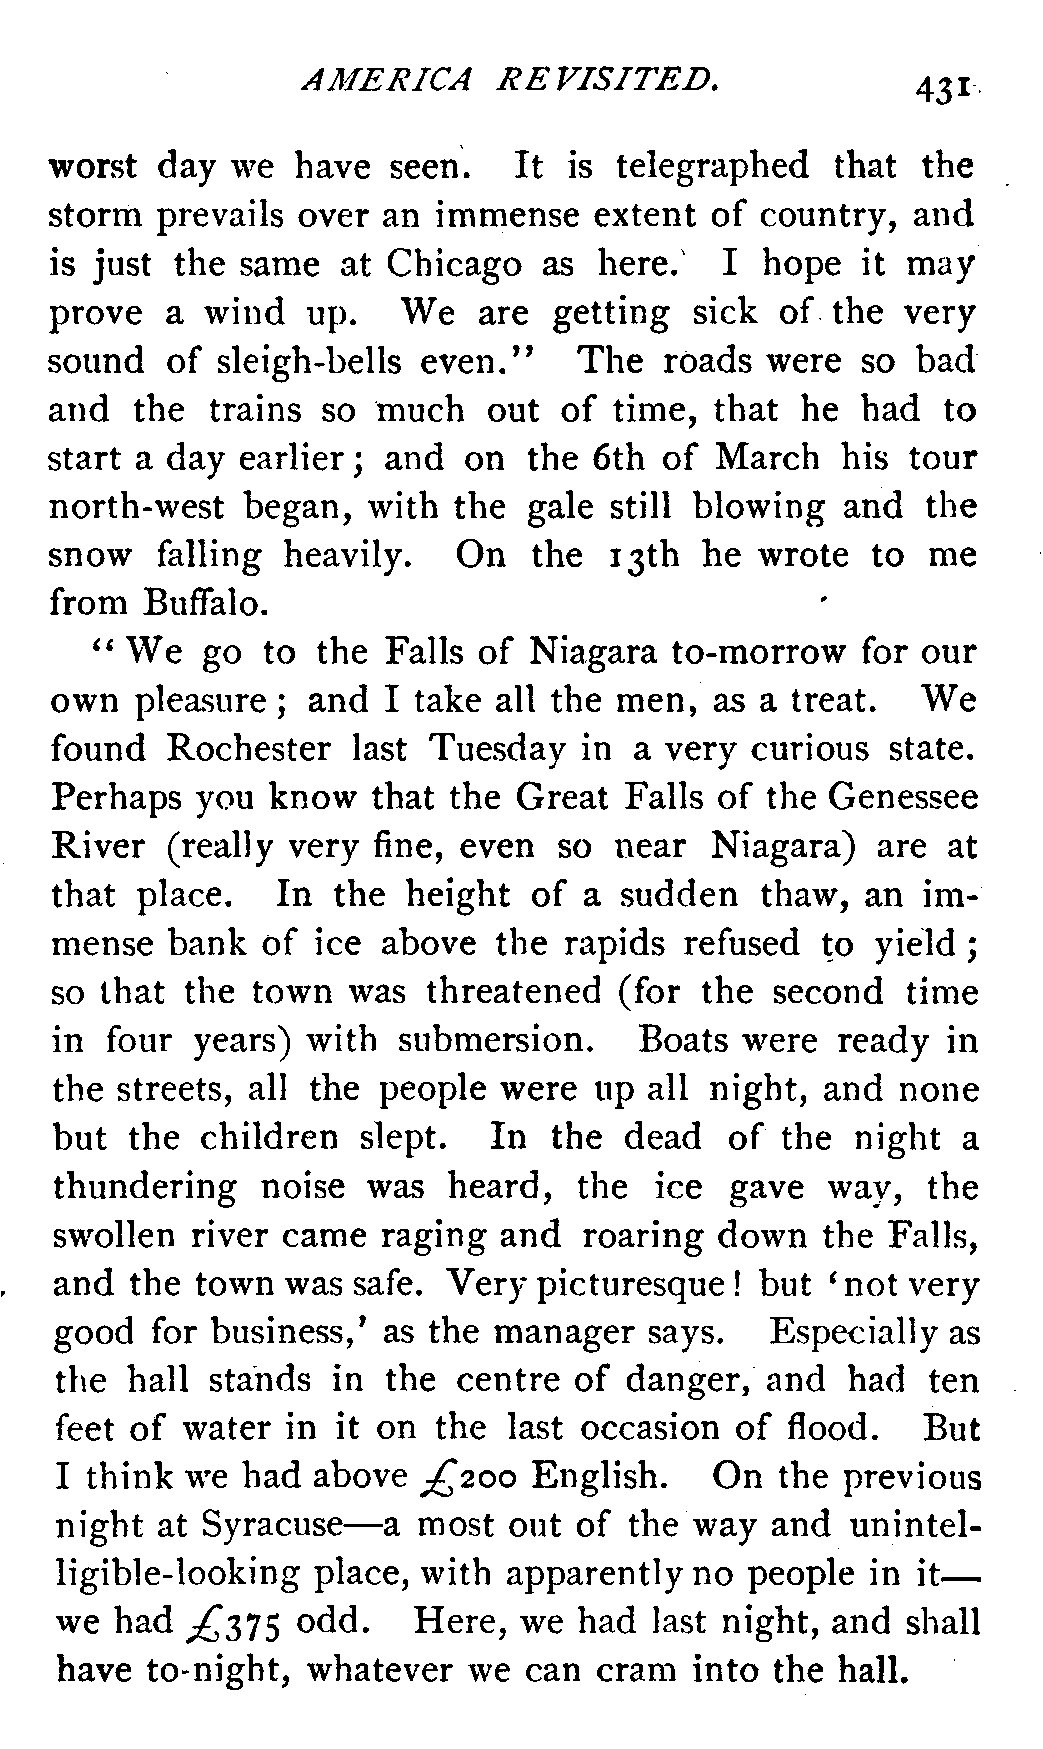 AMERICA REVISITED. 431
worst day we have seen. It is telegraphed that the
storm prevails over an immense extent of country, and
is just the same at Chicago as here. I hope it may
prove a wind up. We are getting sick of the very
sound of sleigh-bells even." The roads were so bad
and the trains so much out of time, that he had to
start a day earlier; and on the 6th of March his tour
north-west began, with the gale still blowing and the
snow falling heavily. On the 13th he wrote to me
from Buffalo.
"We go to the Falls of Niagara to-morrow for our
own pleasure; and I take all the men, as a treat. We
found Rochester last Tuesday in a very curious state.
Perhaps you know that the Great Falls of the Genessee
River (really very fine, even so near Niagara) are at
that place. In the height of a sudden thaw, an im-
mense bank of ice above the rapids refused to yield;
so that the town was threatened (for the second time
in four years) with submersion. Boats were ready in
the streets, all the people were up all night, and none
but the children slept. In the dead of the night a
thundering noise was heard, the ice gave way, the
swollen river came raging and roaring down the Falls,
and the town was safe. Very picturesque! but 'not very
good for business,' as the manager says. Especially as
the hall stands in the centre of danger, and had ten
feet of water in it on the last occasion of flood. But
I think we had above £200 English. On the previous
night at Syracuse—a most out of the way and unintel-
ligible-looking place, with apparently no people in it—
we had £375 odd. Here, we had last night, and shall
have to-night, whatever we can cram into the hall.